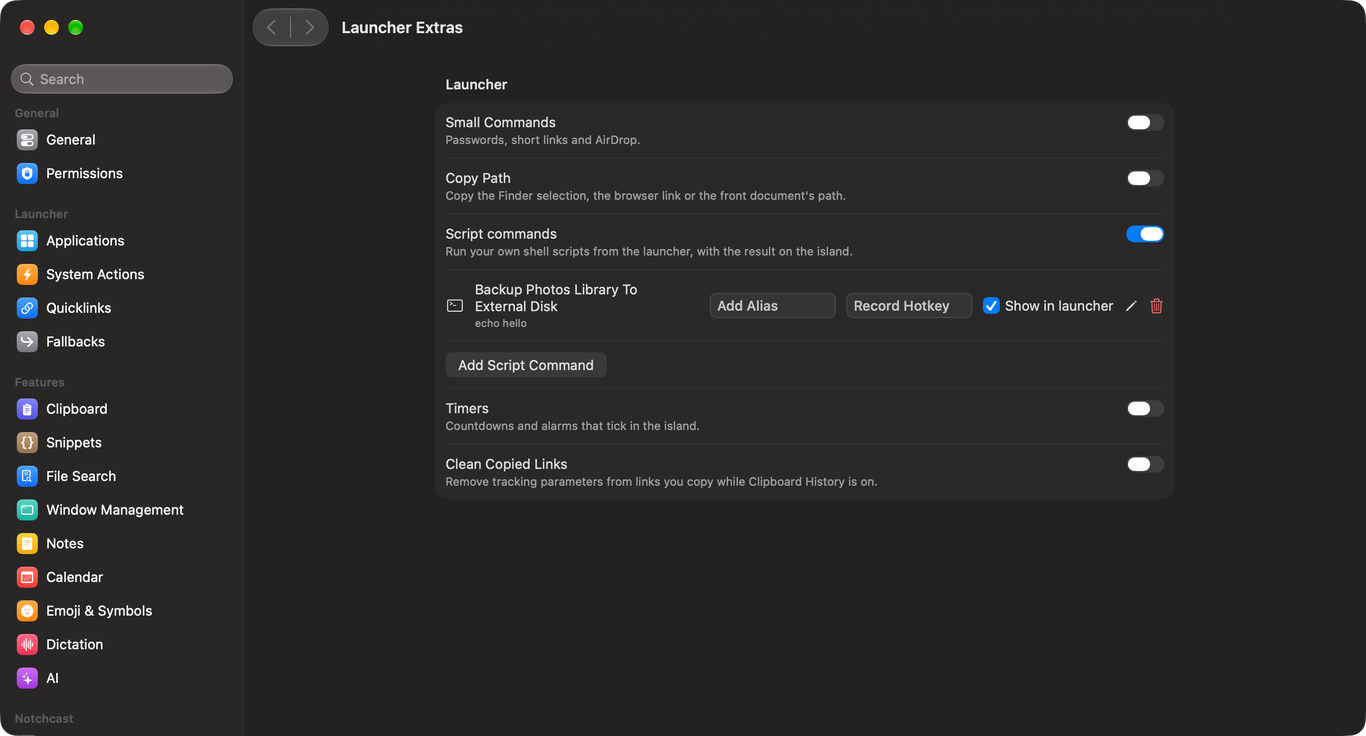 Launcher Extras
Search
General
General
Permissions
Launcher
Applications
System Actions
Quicklinks
Fallbacks
Features
Clipboard
Snippets
File Search
Window Management
Notes
Calendar
Emoji & Symbols
Dictation
AI
Notchcast
Launcher
Small Commands
Passwords, short links and AirDrop.
Copy Path
Copy the Finder selection, the browser link or the front document's path.
Script commands
Run your own shell scripts from the launcher, with the result on the island.
Backup Photos Library To
External Disk
echo hello
Add Alias
Record Hotkey
Show in launcher
Add Script Command
Timers
Countdowns and alarms that tick in the island.
Clean Copied Links
Remove tracking parameters from links you copy while Clipboard History is on.